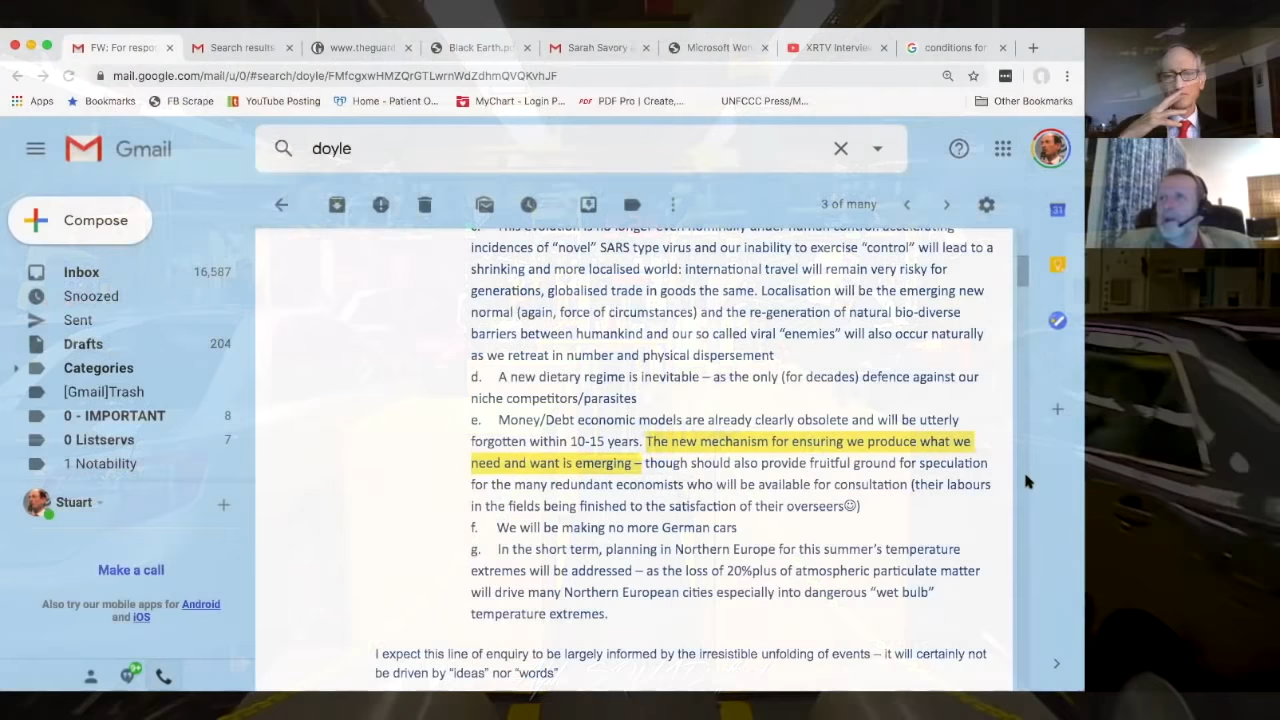 FW: For respor
Search results
www.theguard
Black Earth.p
Sarah Savory
Microsoft Wor
XRTV Interview
conditions for
mail.google.com/mail/u/0/#search/doyle/FMfcgxwHMZQrGTLwrnWdZdhmQVQKvhJF
Apps
Bookmarks
FB Scrape
YouTube Posting
Home - Patient O...
MyChart - Login P...
PDF Pro | Create,...
UNFCCC Press/M...
Other Bookmarks
Gmail
doyle
Compose
3 of many
31
Inbox 16,587
Snoozed
Sent
Drafts 204
Categories
[Gmail]Trash
0 - IMPORTANT 8
0 Listservs 7
1 Notability
Stuart
Make a call
Also try our mobile apps for Android
and iOS
9+
c. This evolution is no longer even nominally under human control: accelerating
incidences of "novel" SARS type virus and our inability to exercise "control" will lead to a
shrinking and more localised world: international travel will remain very risky for
generations, globalised trade in goods the same. Localisation will be the emerging new
normal (again, force of circumstances) and the re-generation of natural bio-diverse
barriers between humankind and our so called viral "enemies" will also occur naturally
as we retreat in number and physical dispersement
d. A new dietary regime is inevitable – as the only (for decades) defence against our
niche competitors/parasites
e. Money/Debt economic models are already clearly obsolete and will be utterly
forgotten within 10-15 years. The new mechanism for ensuring we produce what we
need and want is emerging – though should also provide fruitful ground for speculation
for the many redundant economists who will be available for consultation (their labours
in the fields being finished to the satisfaction of their overseers☺)
f. We will be making no more German cars
g. In the short term, planning in Northern Europe for this summer's temperature
extremes will be addressed – as the loss of 20%plus of atmospheric particulate matter
will drive many Northern European cities especially into dangerous "wet bulb"
temperature extremes.
I expect this line of enquiry to be largely informed by the irresistible unfolding of events – it will certainly not
be driven by "ideas" nor "words"